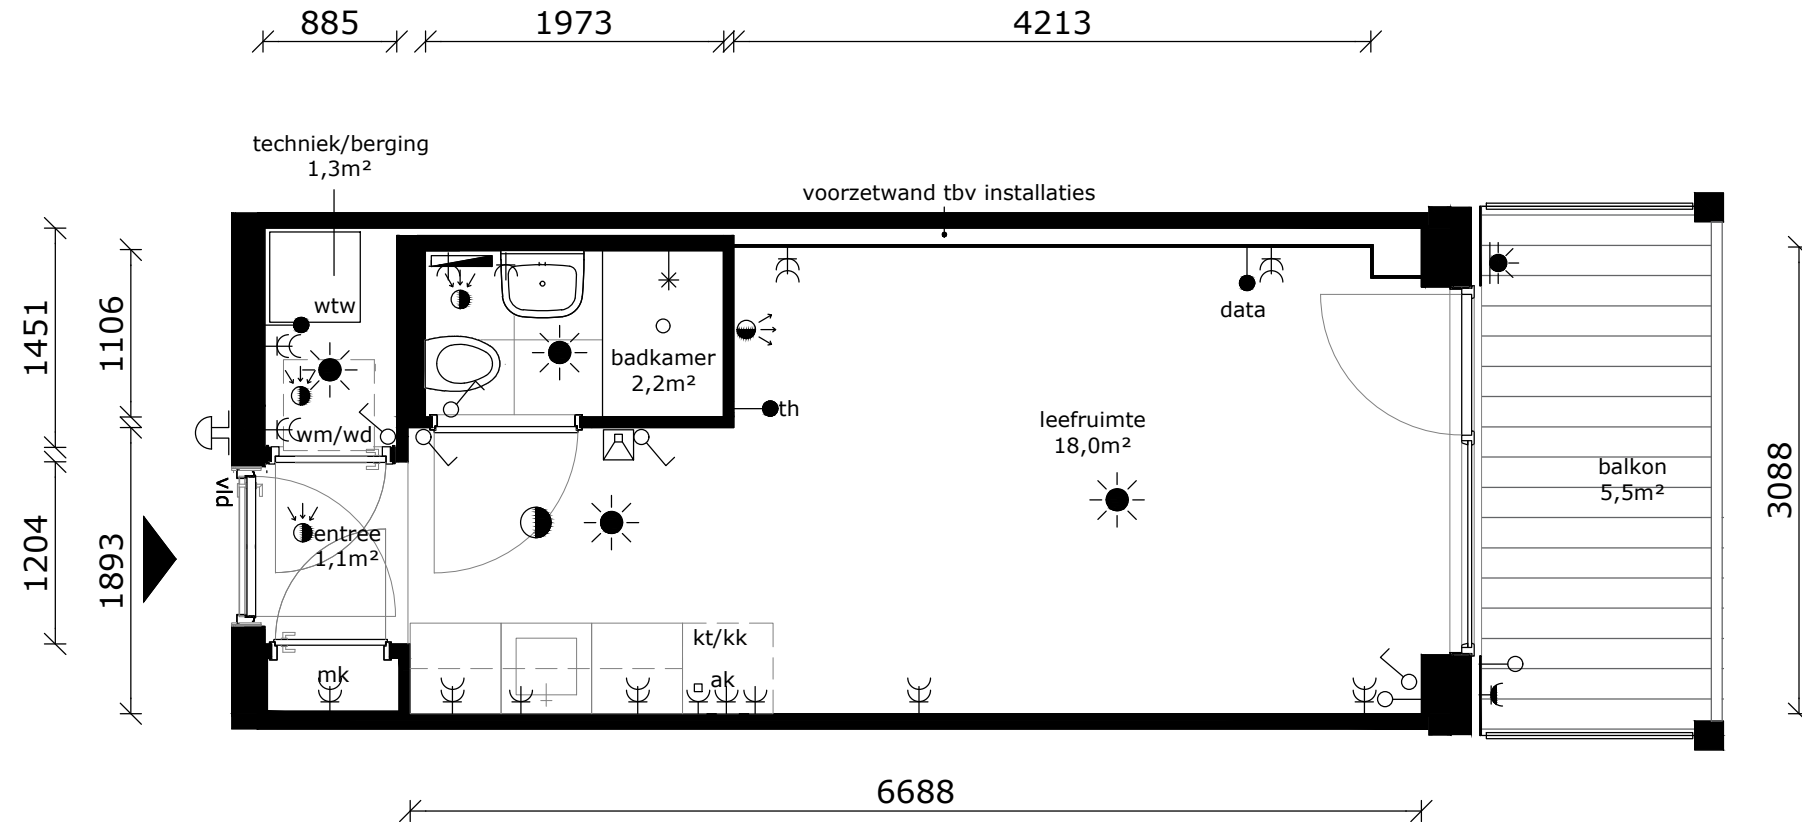 885
1973
4213
techniek/berging
1,3m²
voorzetwand tbv installaties
1451
1106
wtw
data
badkamer
2,2m²
th
wm/wd
leefruimte
18,0m²
balkon
5,5m²
3088
vld
entree
1,1m²
1204
1893
kt/kk
mk
ak
6688